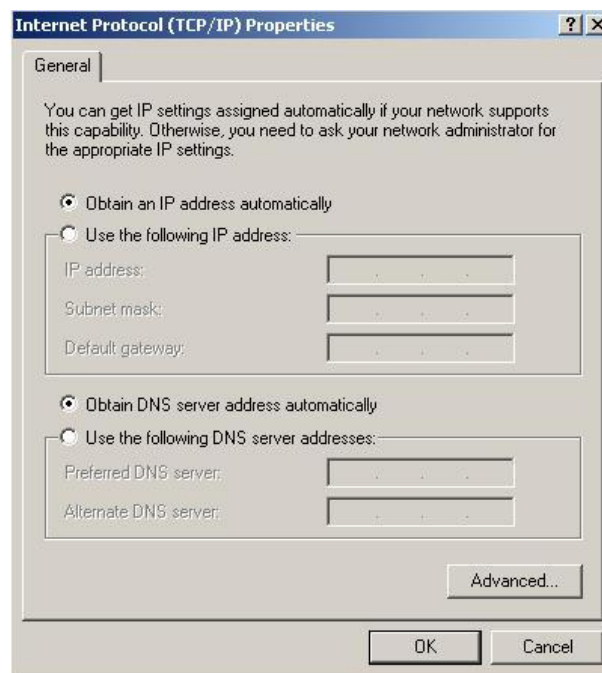 Internet Protocol (TCP/IP) Properties
General
You can get IP settings assigned automatically if your network supports
this capability. Otherwise, you need to ask your network administrator for
the appropriate IP settings.
Obtain an IP address automatically
Use the following IP address:
IP address:
Subnet mask:
Default gateway:
Obtain DNS server address automatically
Use the following DNS server addresses:
Preferred DNS server:
Alternate DNS server:
Advanced...
OK Cancel